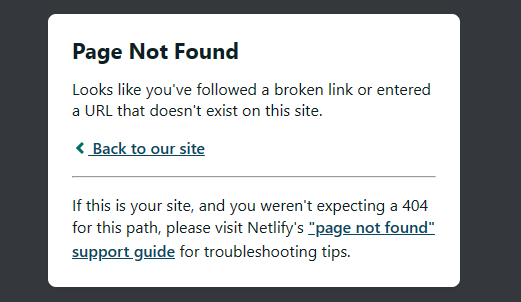 Page Not Found
Looks like you've followed a broken link or entered
a URL that doesn't exist on this site.
Back to our site
If this is your site, and you weren't expecting a 404
for this path, please visit Netlify's "page not found"
support guide for troubleshooting tips.